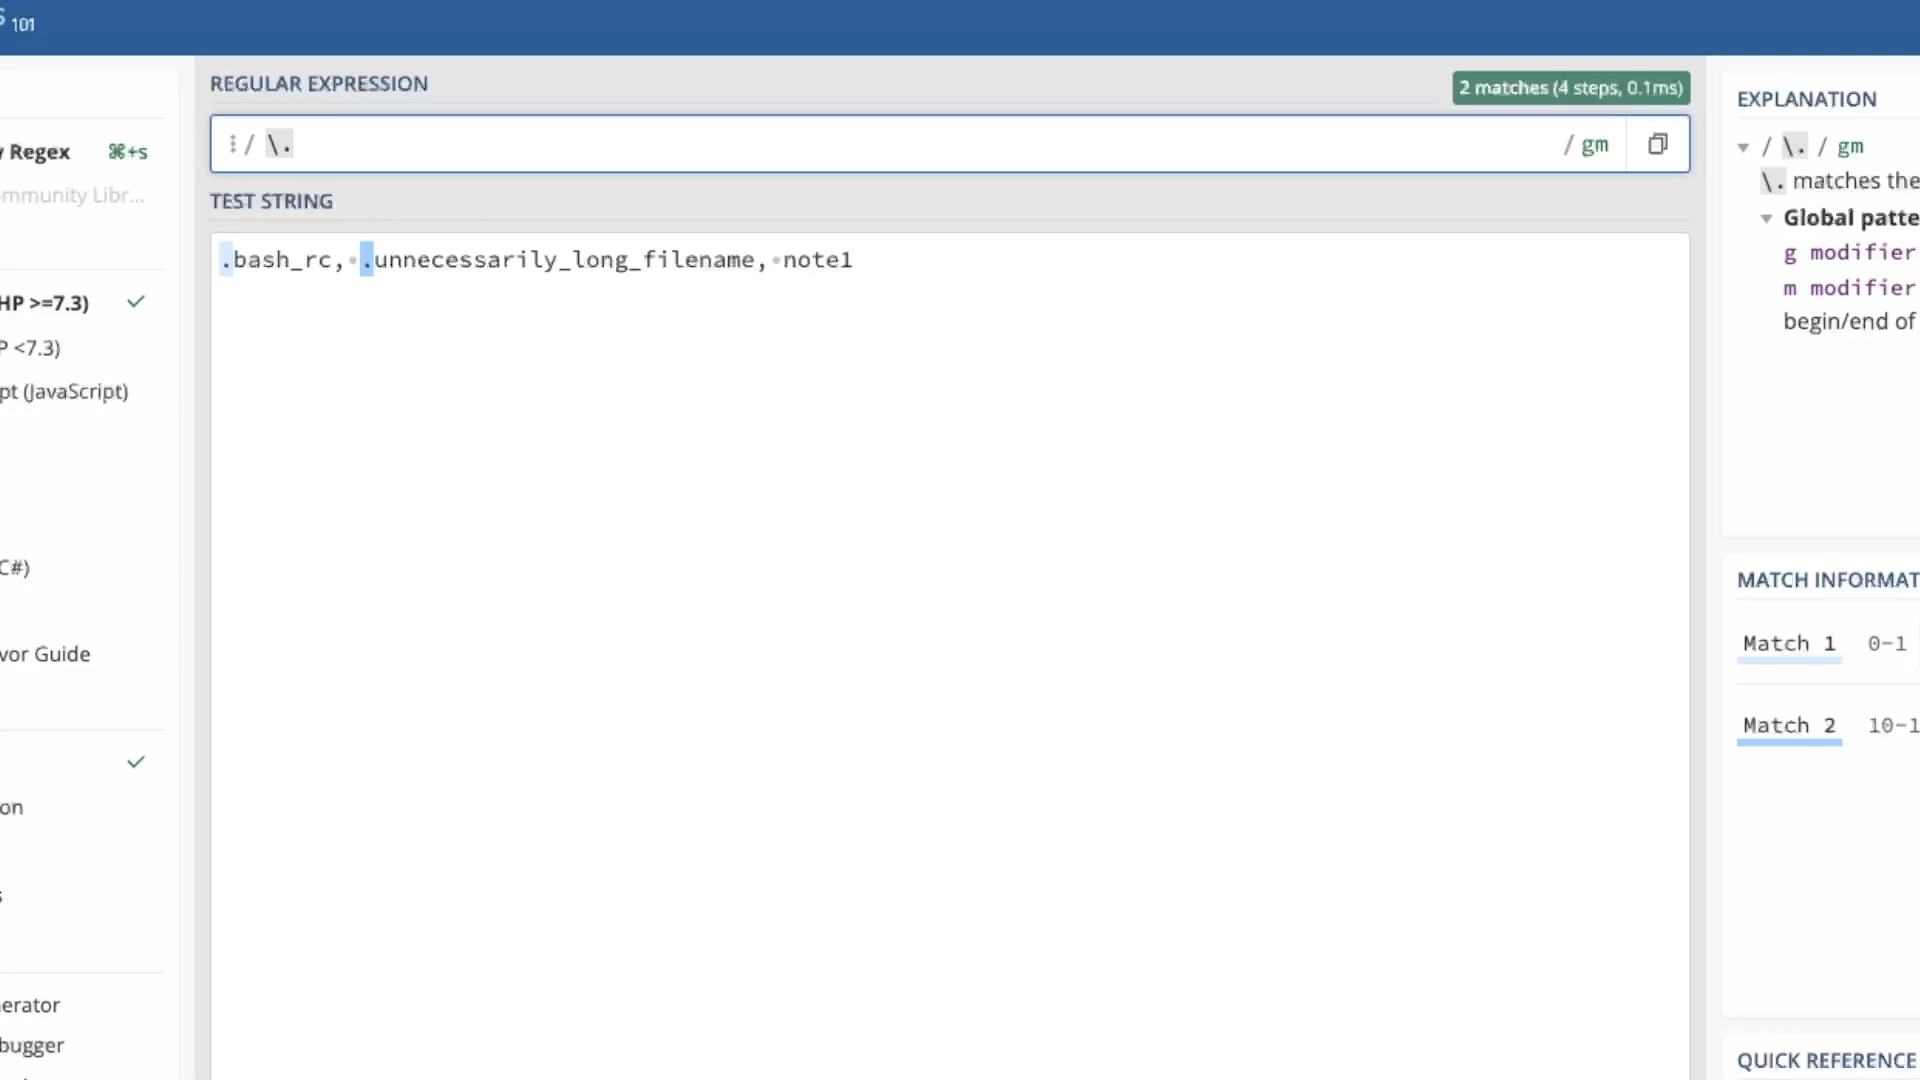 101
REGULAR EXPRESSION
2 matches (4 steps, 0.1ms)
/ \.
/ gm
TEST STRING
.bash_rc, .unnecessarily_long_filename, note1
Regex ⌘+s
mmunity Libr...
HP >=7.3)
P <7.3)
pt (JavaScript)
C#)
vor Guide
on
s
erator
bugger
EXPLANATION
/ \. / gm
\. matches the
Global patte
g modifier
m modifier
begin/end of
MATCH INFORMAT
Match 1 0-1
Match 2 10-1
QUICK REFERENCE